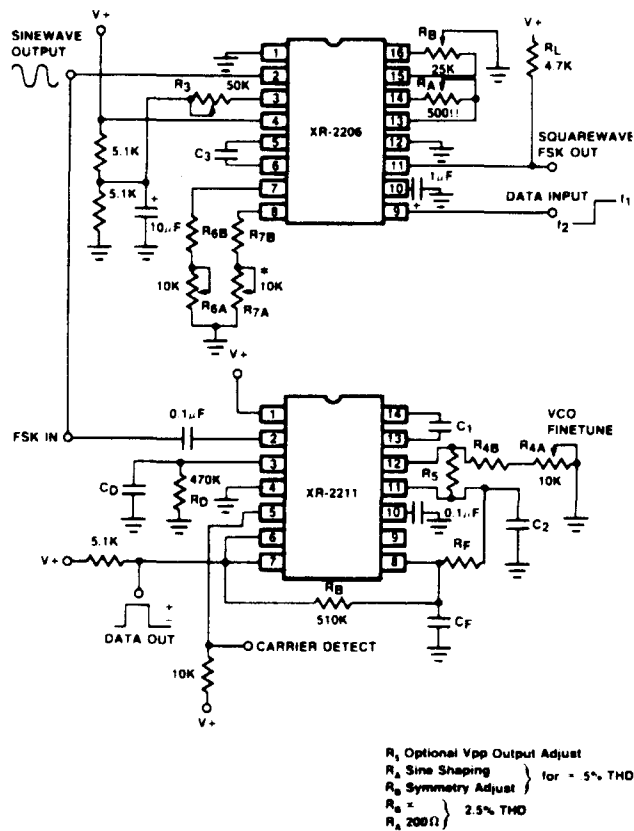 SINEWAVE
OUTPUT
V+
R3
50K
5.1K
5.1K
10µF
C3
R6B
R7B
10K
R6A
*
10K
R7A
XR-2206
1
2
3
4
5
6
7
8
16
15
14
13
12
11
10
9
RB
25K
RA
500Ω
1µF
+
V+
RL
4.7K
SQUAREWAVE
FSK OUT
DATA INPUT
f1
f2
V+
FSK IN
0.1µF
CD
470K
RD
V+
5.1K
DATA OUT
+
−
10K
V+
CARRIER DETECT
XR-2211
1
2
3
4
5
6
7
14
13
12
11
10
9
8
C1
R5
R4B
R4A
10K
VCO
FINETUNE
0.1µF
C2
RF
RB
510K
CF
Optional Vpp Output Adjust
RA Sine Shaping
RB Symmetry Adjust
for = .5% THD
RA 200Ω
2.5% THD